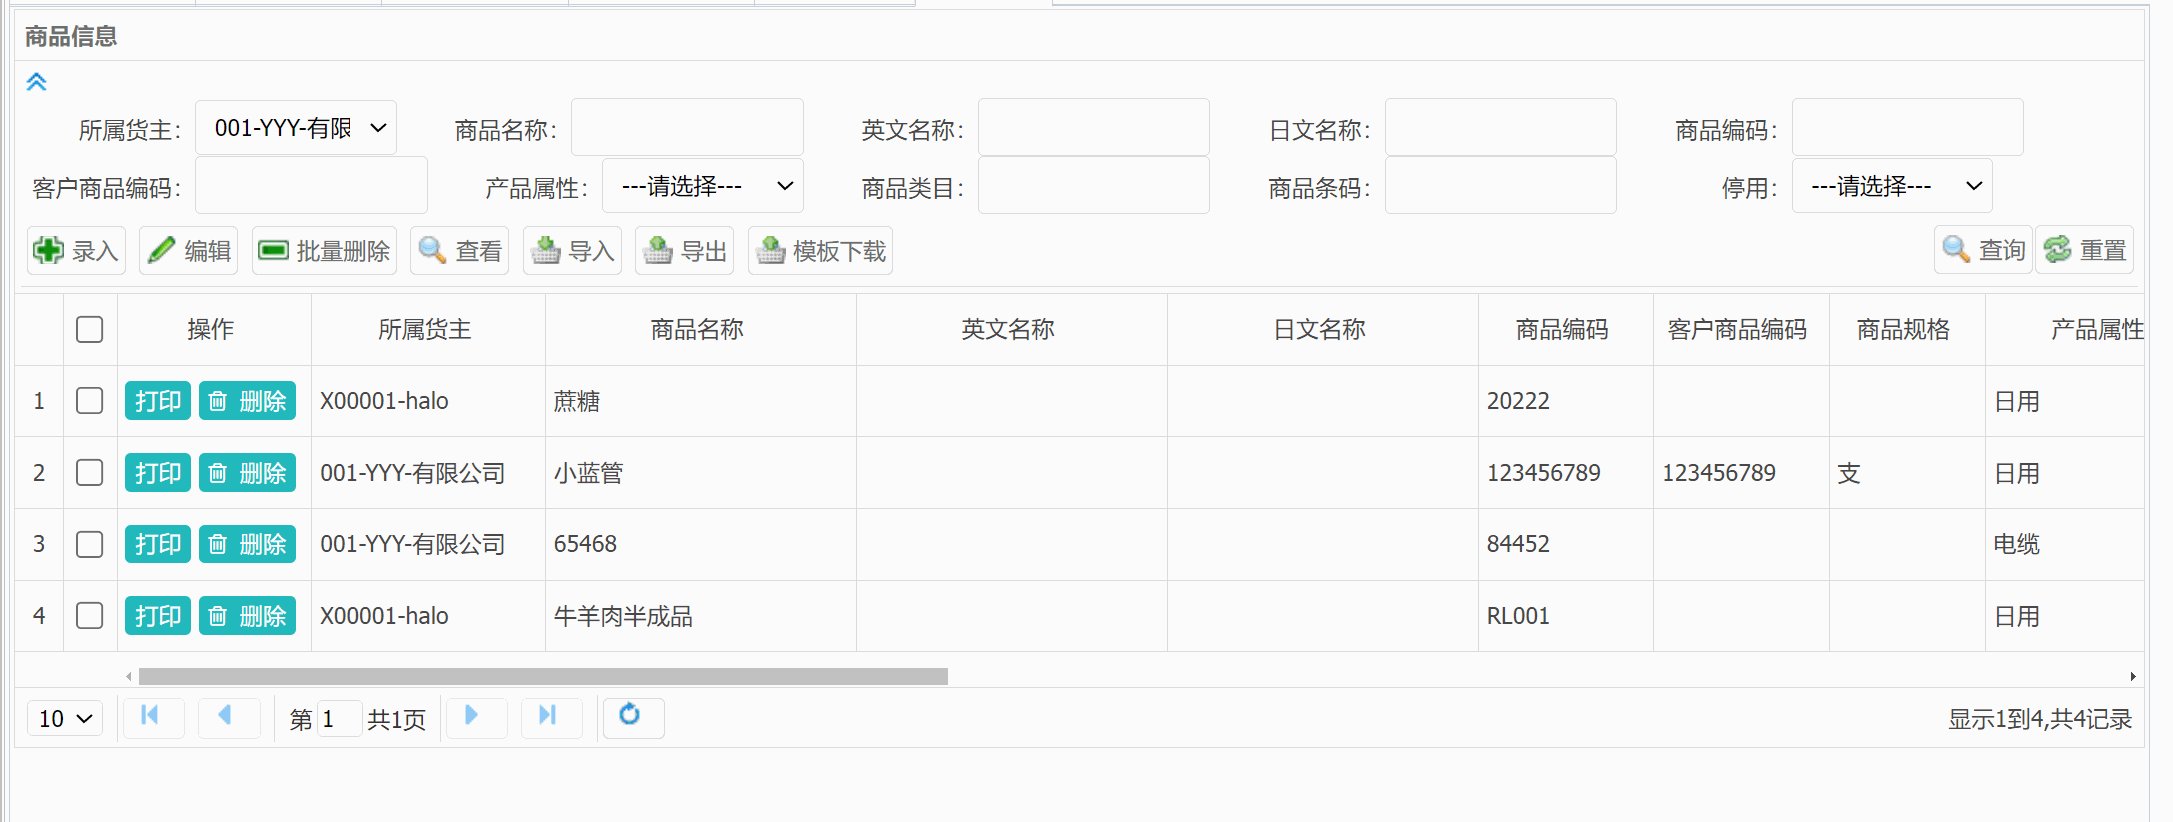 商品信息
所属货主： 001-YYY-有限 商品名称： 英文名称： 日文名称： 商品编码：
客户商品编码： 产品属性： ---请选择--- 商品类目： 商品条码： 停用： ---请选择---
录入 编辑 批量删除 查看 导入 导出 模板下载 查询 重置
操作 所属货主 商品名称 英文名称 日文名称 商品编码 客户商品编码 商品规格 产品属性
1 打印 删除 X00001-halo 蔗糖 20222 日用
2 打印 删除 001-YYY-有限公司 小蓝管 123456789 123456789 支 日用
3 打印 删除 001-YYY-有限公司 65468 84452 电缆
4 打印 删除 X00001-halo 牛羊肉半成品 RL001 日用
10 第 1 共1页 显示1到4,共4记录